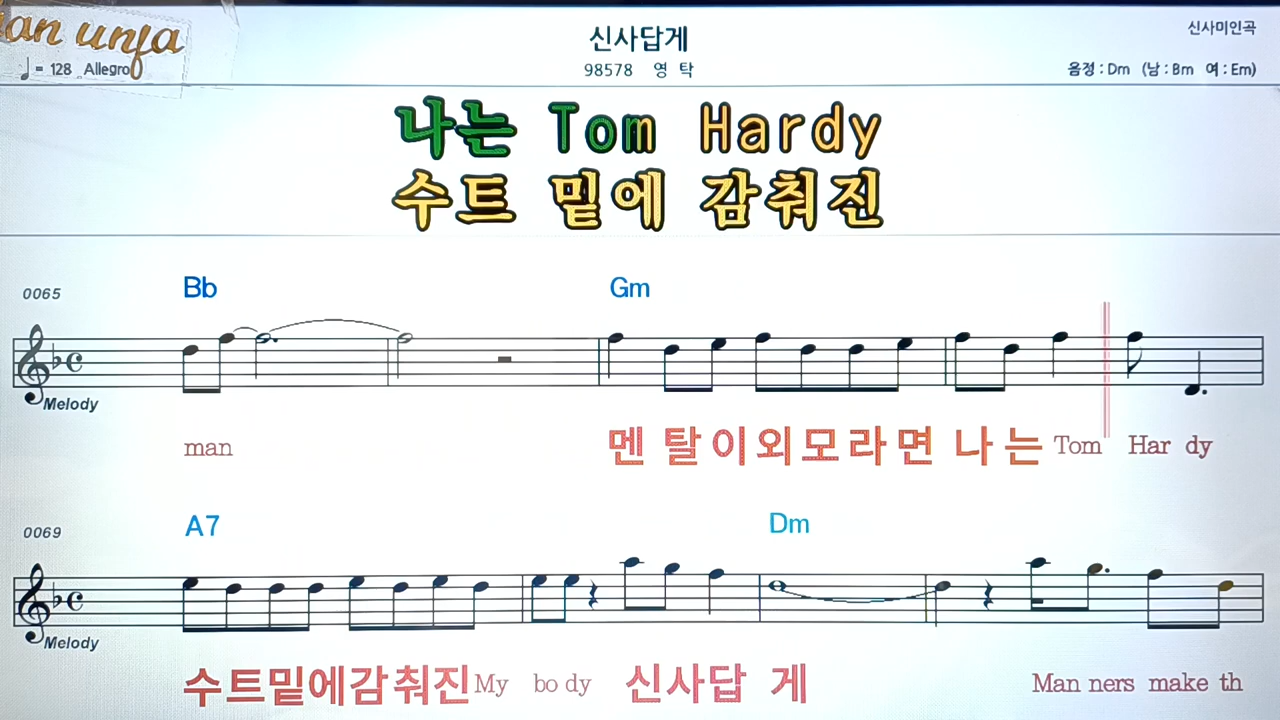 an unfa
신사답게
신사미인곡
♩= 128 Allegro
98578 영 탁
음정 : Dm (남 : Bm 여 : Em)
나는 Tom Hardy
수트 밑에 감춰진
0065
Bb Gm
Melody
man 멘 탈 이 외 모 라 면 나 는 Tom Har dy
0069
A7 Dm
Melody
수트밑에감춰진 My bo dy 신사답 게 Man ners make th